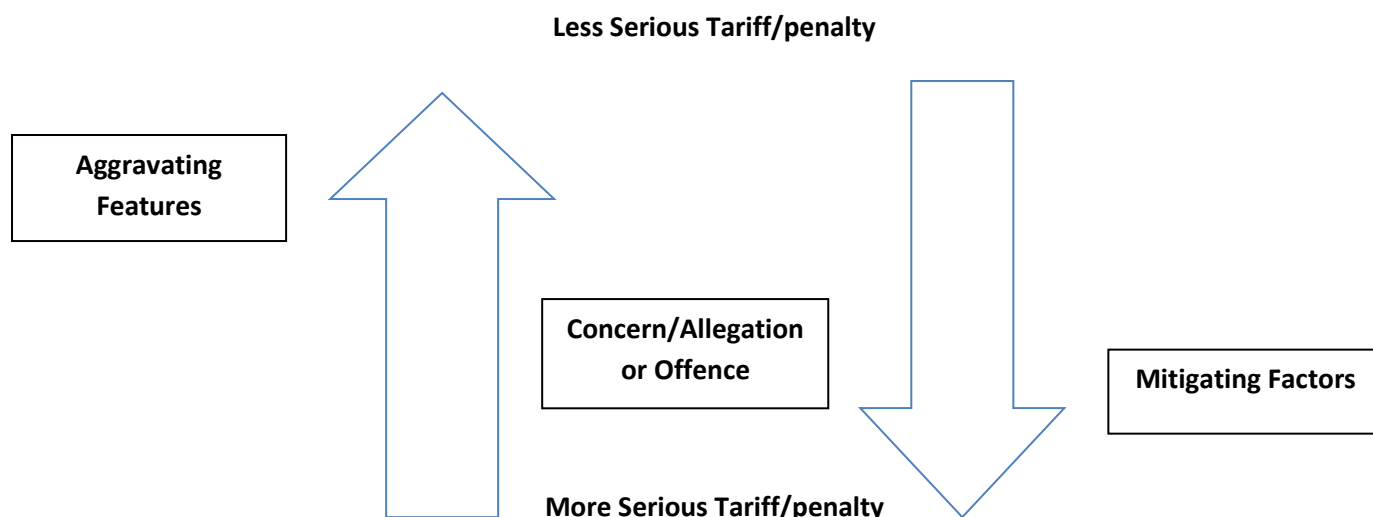 Less Serious Tariff/penalty
Aggravating
Features
Concern/Allegation
or Offence
Mitigating Factors
More Serious Tariff/penalty